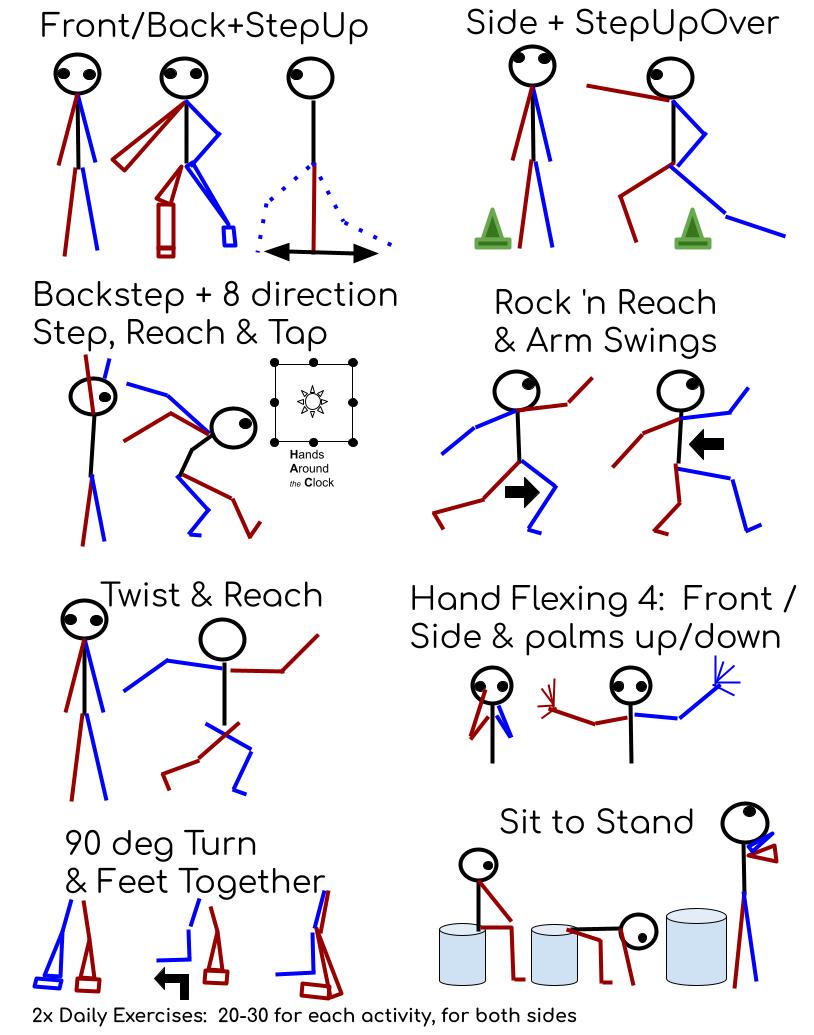 Front/Back+StepUp
Side + StepUpOver
Backstep + 8 direction
Step, Reach & Tap
Hands
Around
the Clock
Rock 'n Reach
& Arm Swings
Twist & Reach
Hand Flexing 4:  Front /
Side & palms up/down
90 deg Turn
& Feet Together
Sit to Stand
2x Daily Exercises:  20-30 for each activity, for both sides